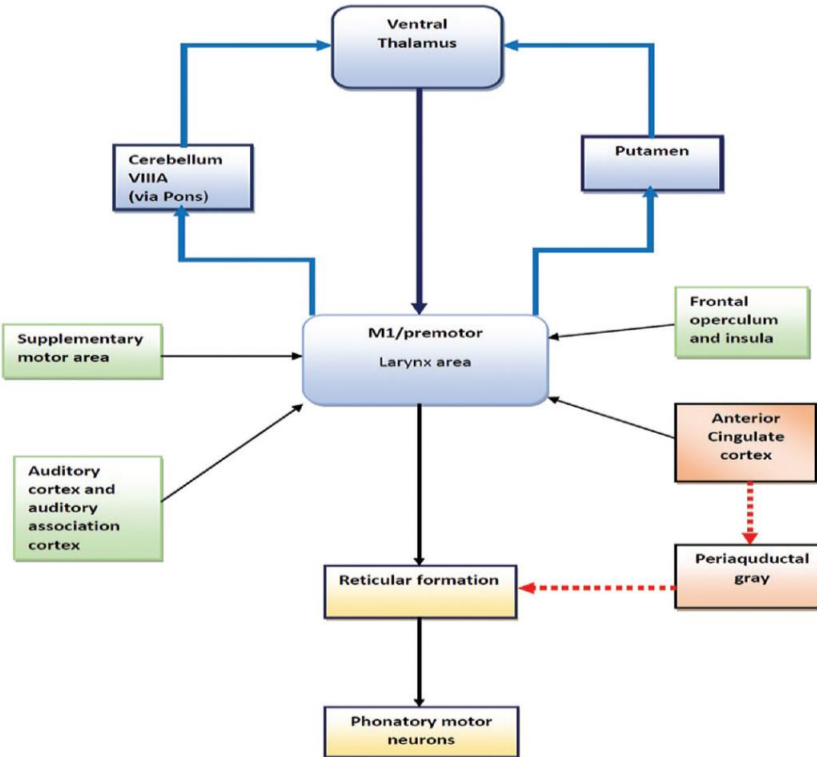 Ventral
Thalamus
Cerebellum
VIIIA
(via Pons)
Putamen
Supplementary
motor area
M1/premotor
Larynx area
Frontal
operculum
and insula
Auditory
cortex and
auditory
association
cortex
Anterior
Cingulate
cortex
Reticular formation
Periaquductal
gray
Phonatory motor
neurons